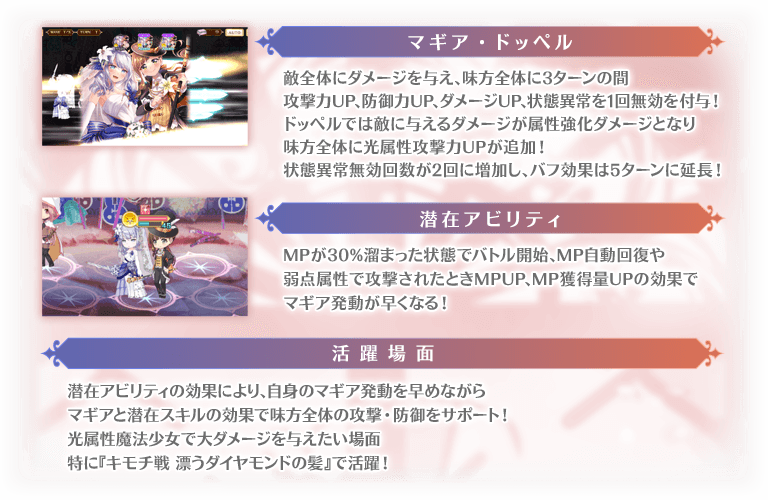 マギア・ドッペル
敵全体にダメージを与え、味方全体に3ターンの間
攻撃力UP、防御力UP、ダメージUP、状態異常を1回無効を付与！
ドッペルでは敵に与えるダメージが属性強化ダメージとなり
味方全体に光属性攻撃力UPが追加！
状態異常無効回数が2回に増加し、バフ効果は5ターンに延長！
潜在アビリティ
MPが30%溜まった状態でバトル開始、MP自動回復や
弱点属性で攻撃されたときMPUP、MP獲得量UPの効果で
マギア発動が早くなる！
活躍場面
潜在アビリティの効果により、自身のマギア発動を早めながら
マギアと潜在スキルの効果で味方全体の攻撃・防御をサポート！
光属性魔法少女で大ダメージを与えたい場面
特に『キモチ戦 漂うダイヤモンドの髪』で活躍！